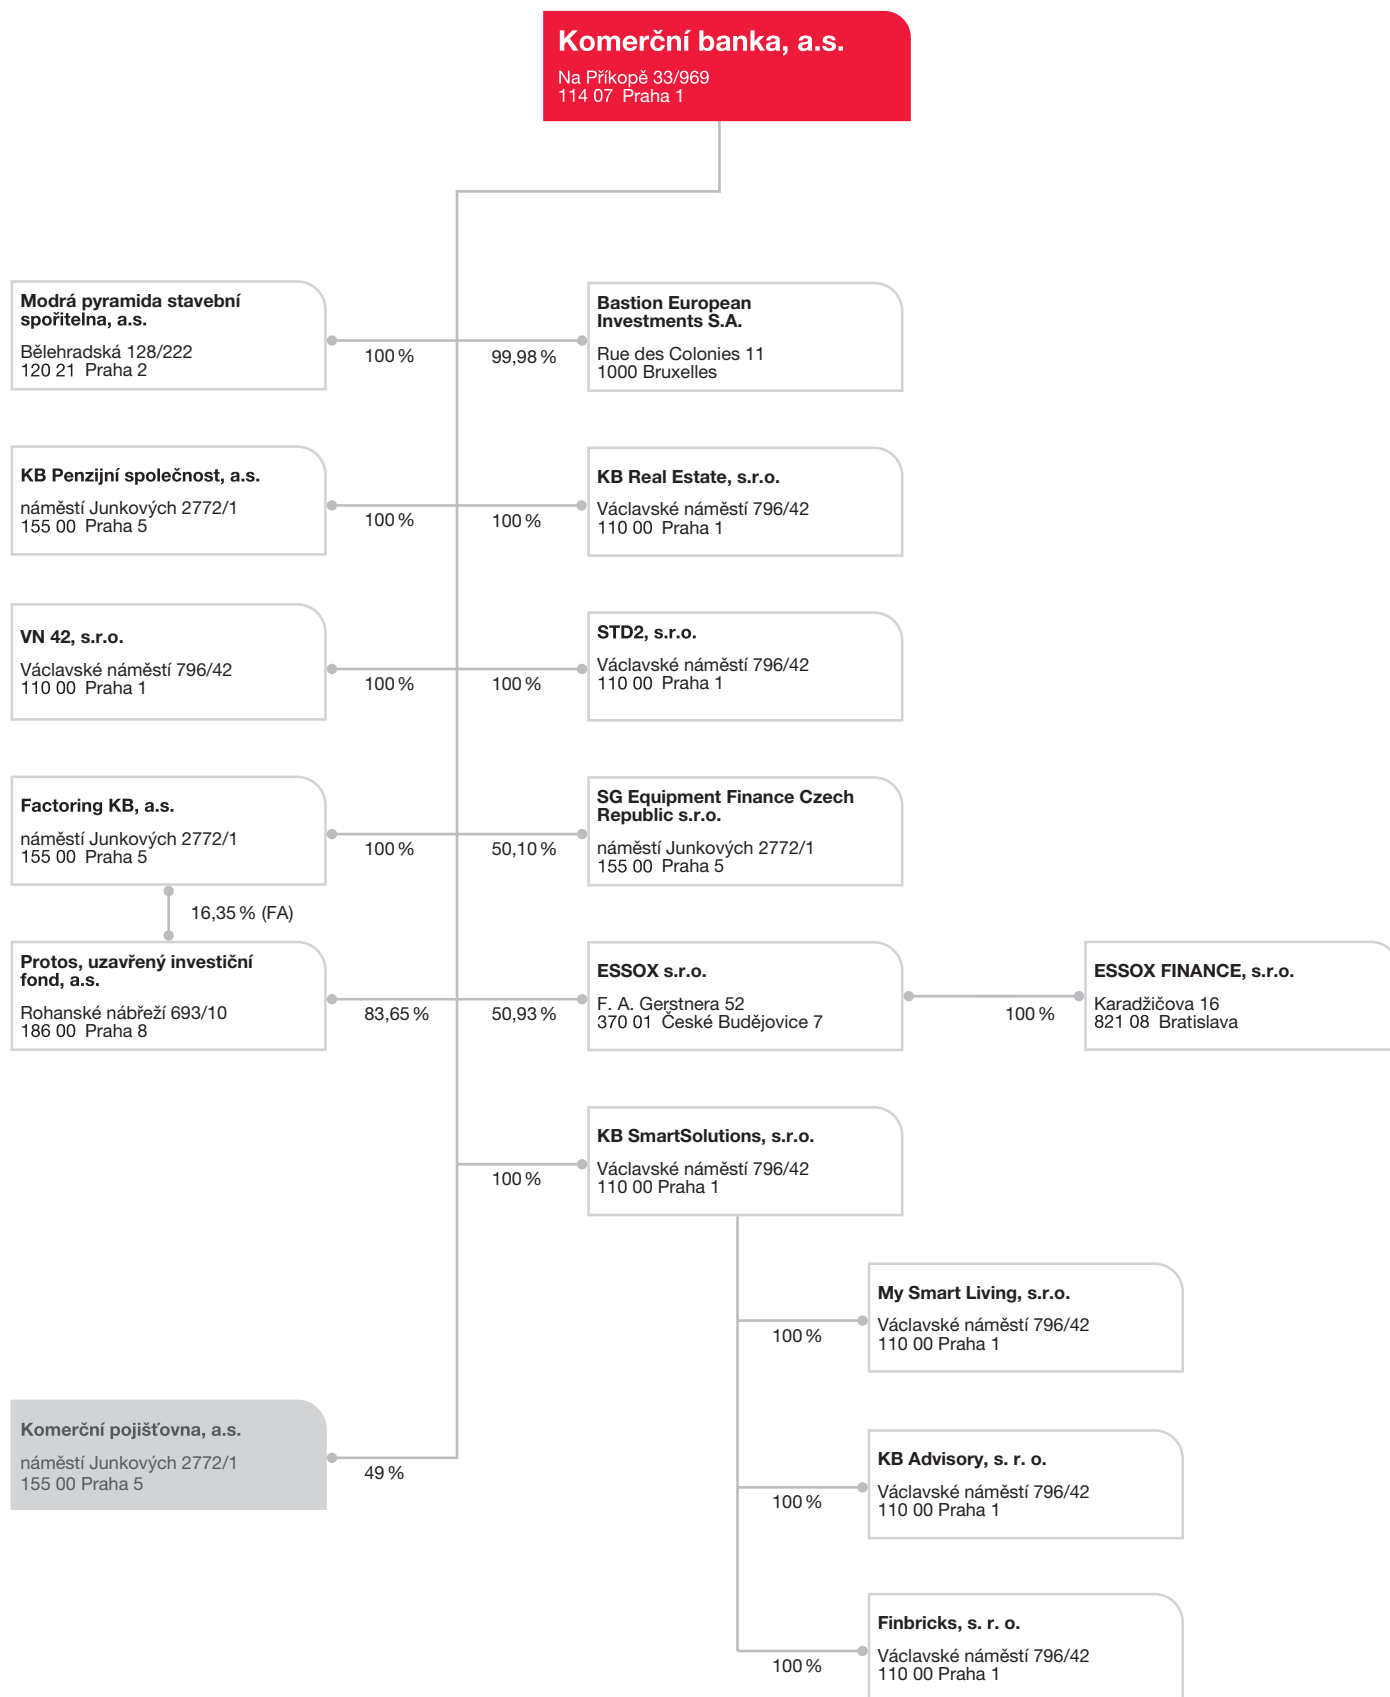 Komerční banka, a.s.
Na Příkopě 33/969
114 07 Praha 1
Modrá pyramida stavební
spořitelna, a.s.
Bělehradská 128/222
120 21 Praha 2
100 %
99,98 %
Bastion European
Investments S.A.
Rue des Colonies 11
1000 Bruxelles
KB Penzijní společnost, a.s.
náměstí Junkových 2772/1
155 00 Praha 5
100 %
100 %
KB Real Estate, s.r.o.
Václavské náměstí 796/42
110 00 Praha 1
VN 42, s.r.o.
Václavské náměstí 796/42
110 00 Praha 1
100 %
100 %
STD2, s.r.o.
Václavské náměstí 796/42
110 00 Praha 1
Factoring KB, a.s.
náměstí Junkových 2772/1
155 00 Praha 5
100 %
50,10 %
SG Equipment Finance Czech
Republic s.r.o.
náměstí Junkových 2772/1
155 00 Praha 5
16,35 % (FA)
Protos, uzavřený investiční
fond, a.s.
Rohanské nábřeží 693/10
186 00 Praha 8
83,65 %
50,93 %
ESSOX s.r.o.
F. A. Gerstnera 52
370 01 České Budějovice 7
100 %
ESSOX FINANCE, s.r.o.
Karadžičova 16
821 08 Bratislava
100 %
KB SmartSolutions, s.r.o.
Václavské náměstí 796/42
110 00 Praha 1
100 %
My Smart Living, s.r.o.
Václavské náměstí 796/42
110 00 Praha 1
Komerční pojišťovna, a.s.
náměstí Junkových 2772/1
155 00 Praha 5
49 %
100 %
KB Advisory, s. r. o.
Václavské náměstí 796/42
110 00 Praha 1
100 %
Finbricks, s. r. o.
Václavské náměstí 796/42
110 00 Praha 1